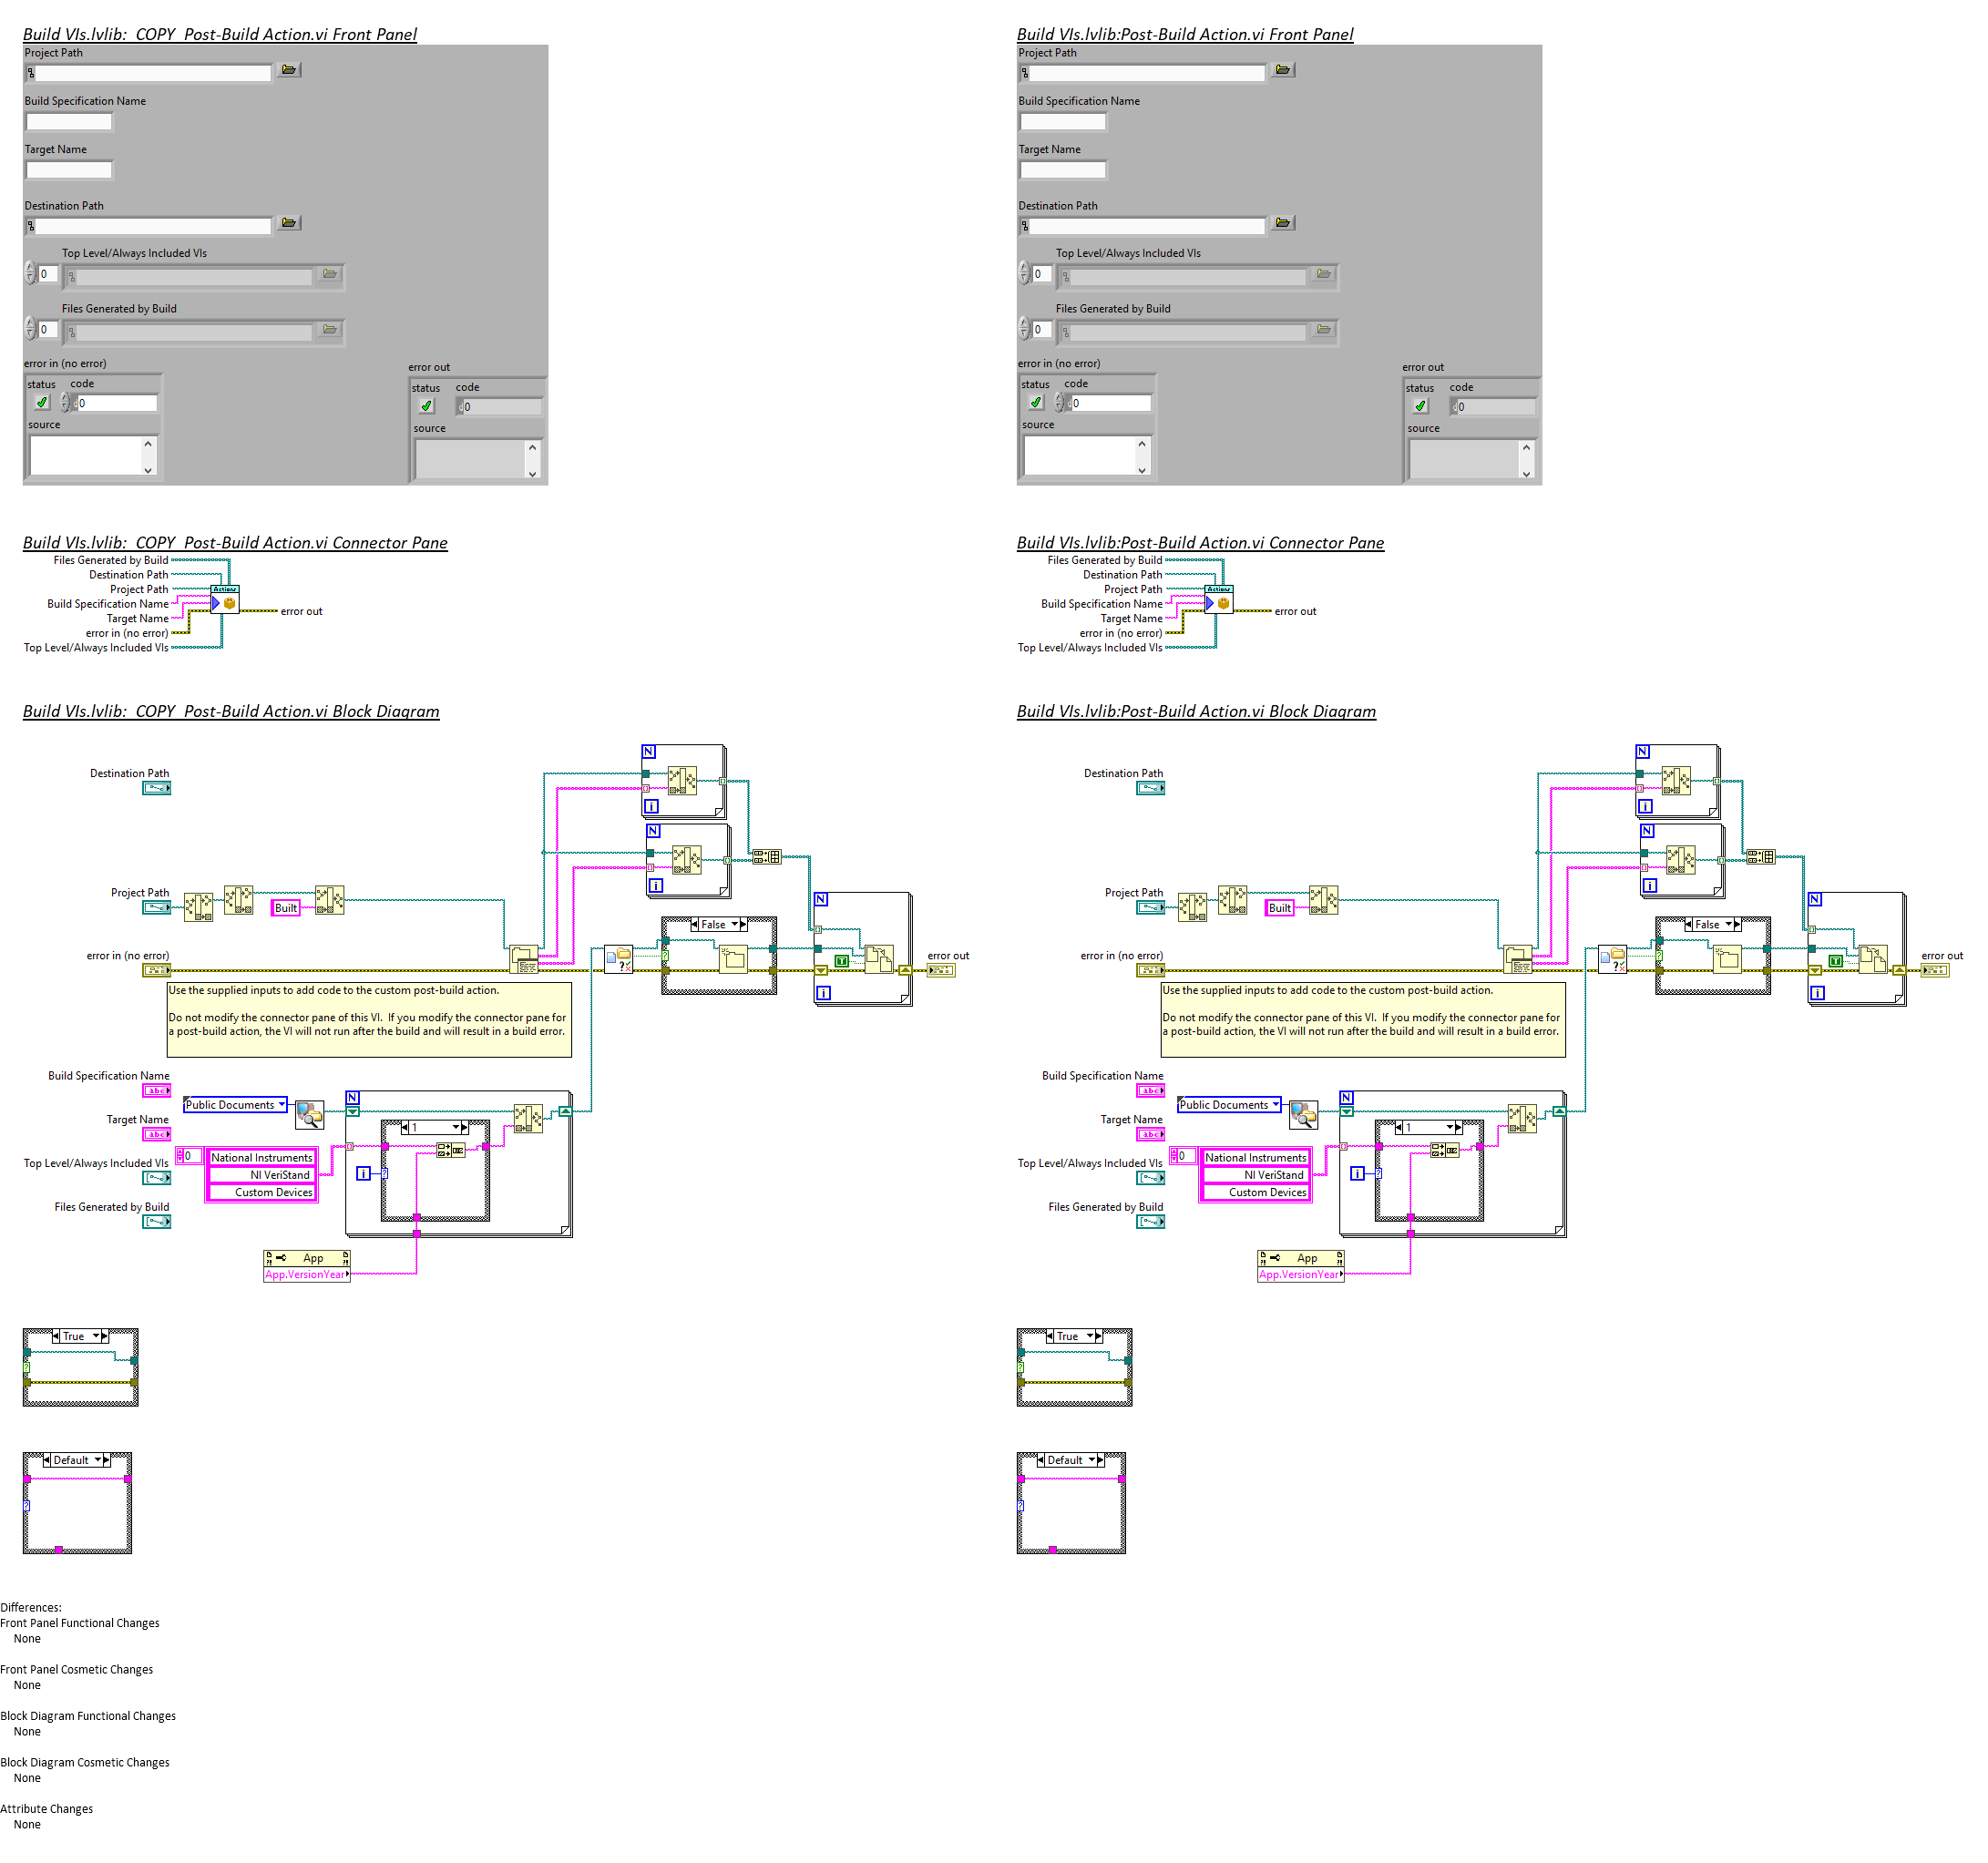 Build VIs.lvlib:  COPY  Post-Build Action.vi Front Panel
Project Path
Build Specification Name
Target Name
Destination Path
Top Level/Always Included VIs
0
Files Generated by Build
0
error in (no error)
status code
0
source
error out
status code
0
source
Build VIs.lvlib:Post-Build Action.vi Front Panel
Project Path
Build Specification Name
Target Name
Destination Path
Top Level/Always Included VIs
0
Files Generated by Build
0
error in (no error)
status code
0
source
error out
status code
0
source
Build VIs.lvlib:  COPY  Post-Build Action.vi Connector Pane
Files Generated by Build
Destination Path
Project Path
Actions
Build Specification Name
error out
Target Name
error in (no error)
Top Level/Always Included VIs
Build VIs.lvlib:Post-Build Action.vi Connector Pane
Files Generated by Build
Destination Path
Project Path
Actions
Build Specification Name
error out
Target Name
error in (no error)
Top Level/Always Included VIs
Build VIs.lvlib:  COPY  Post-Build Action.vi Block Diagram
N
Destination Path
i
N
i
Project Path
Built
N
False
error in (no error)
error out
T
i
Use the supplied inputs to add code to the custom post-build action.
Do not modify the connector pane of this VI.  If you modify the connector pane for
a post-build action, the VI will not run after the build and will result in a build error.
Build Specification Name
abc
N
Public Documents
Target Name
abc
1
0
National Instruments
NI VeriStand
Custom Devices
Top Level/Always Included VIs
i
Files Generated by Build
App
App.VersionYear
True
Default
Build VIs.lvlib:Post-Build Action.vi Block Diagram
N
Destination Path
i
N
i
Project Path
Built
N
False
error in (no error)
error out
T
i
Use the supplied inputs to add code to the custom post-build action.
Do not modify the connector pane of this VI.  If you modify the connector pane for
a post-build action, the VI will not run after the build and will result in a build error.
Build Specification Name
abc
N
Public Documents
Target Name
abc
1
0
National Instruments
NI VeriStand
Custom Devices
Top Level/Always Included VIs
i
Files Generated by Build
App
App.VersionYear
True
Default
Differences:
Front Panel Functional Changes
None
Front Panel Cosmetic Changes
None
Block Diagram Functional Changes
None
Block Diagram Cosmetic Changes
None
Attribute Changes
None